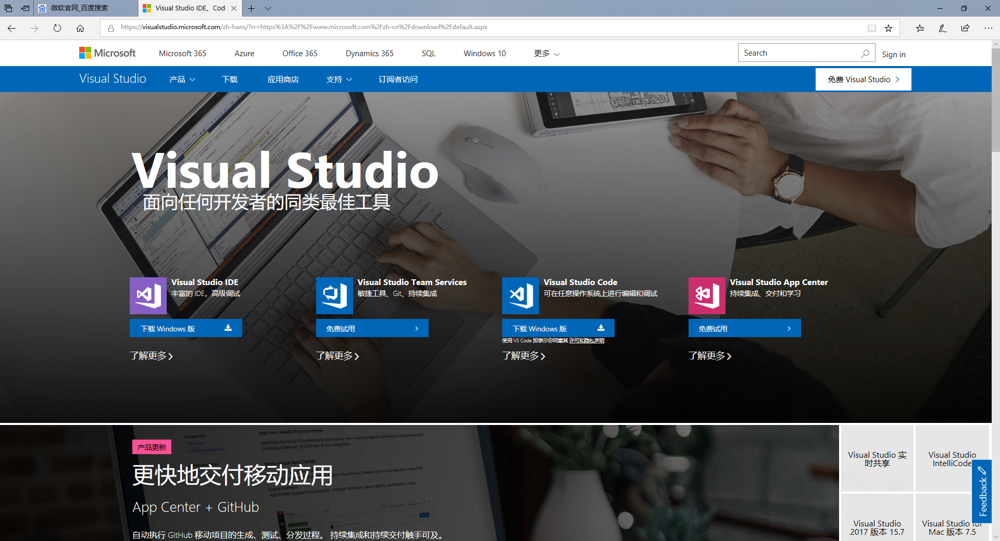 微软官网_百度搜索
Visual Studio IDE、Cod
https://visualstudio.microsoft.com/zh-hans/?rr=https%3A%2F%2Fwww.microsoft.com%2Fzh-cn%2Fdownload%2Fdefault.aspx
Microsoft Microsoft 365 Azure Office 365 Dynamics 365 SQL Windows 10 更多 Search Sign in
Visual Studio 产品 下载 应用商店 支持 订阅者访问 免费 Visual Studio
Visual Studio
面向任何开发者的同类最佳工具
Visual Studio IDE
丰富的 IDE，高级调试
下载 Windows 版
了解更多
Visual Studio Team Services
敏捷工具、Git、持续集成
免费试用
了解更多
Visual Studio Code
可在任意操作系统上进行编辑和调试
下载 Windows 版
使用 VS Code 即表示你同意其 许可和隐私声明
了解更多
Visual Studio App Center
持续集成、交付和学习
免费试用
了解更多
产品更新
更快地交付移动应用
App Center + GitHub
自动执行 GitHub 移动项目的生成、测试、分发过程。 持续集成和持续交付触手可及。
Visual Studio 实
时共享
Visual Studio
IntelliCode
Visual Studio
2017 版本 15.7
Visual Studio for
Mac 版本 7.5
Feedback